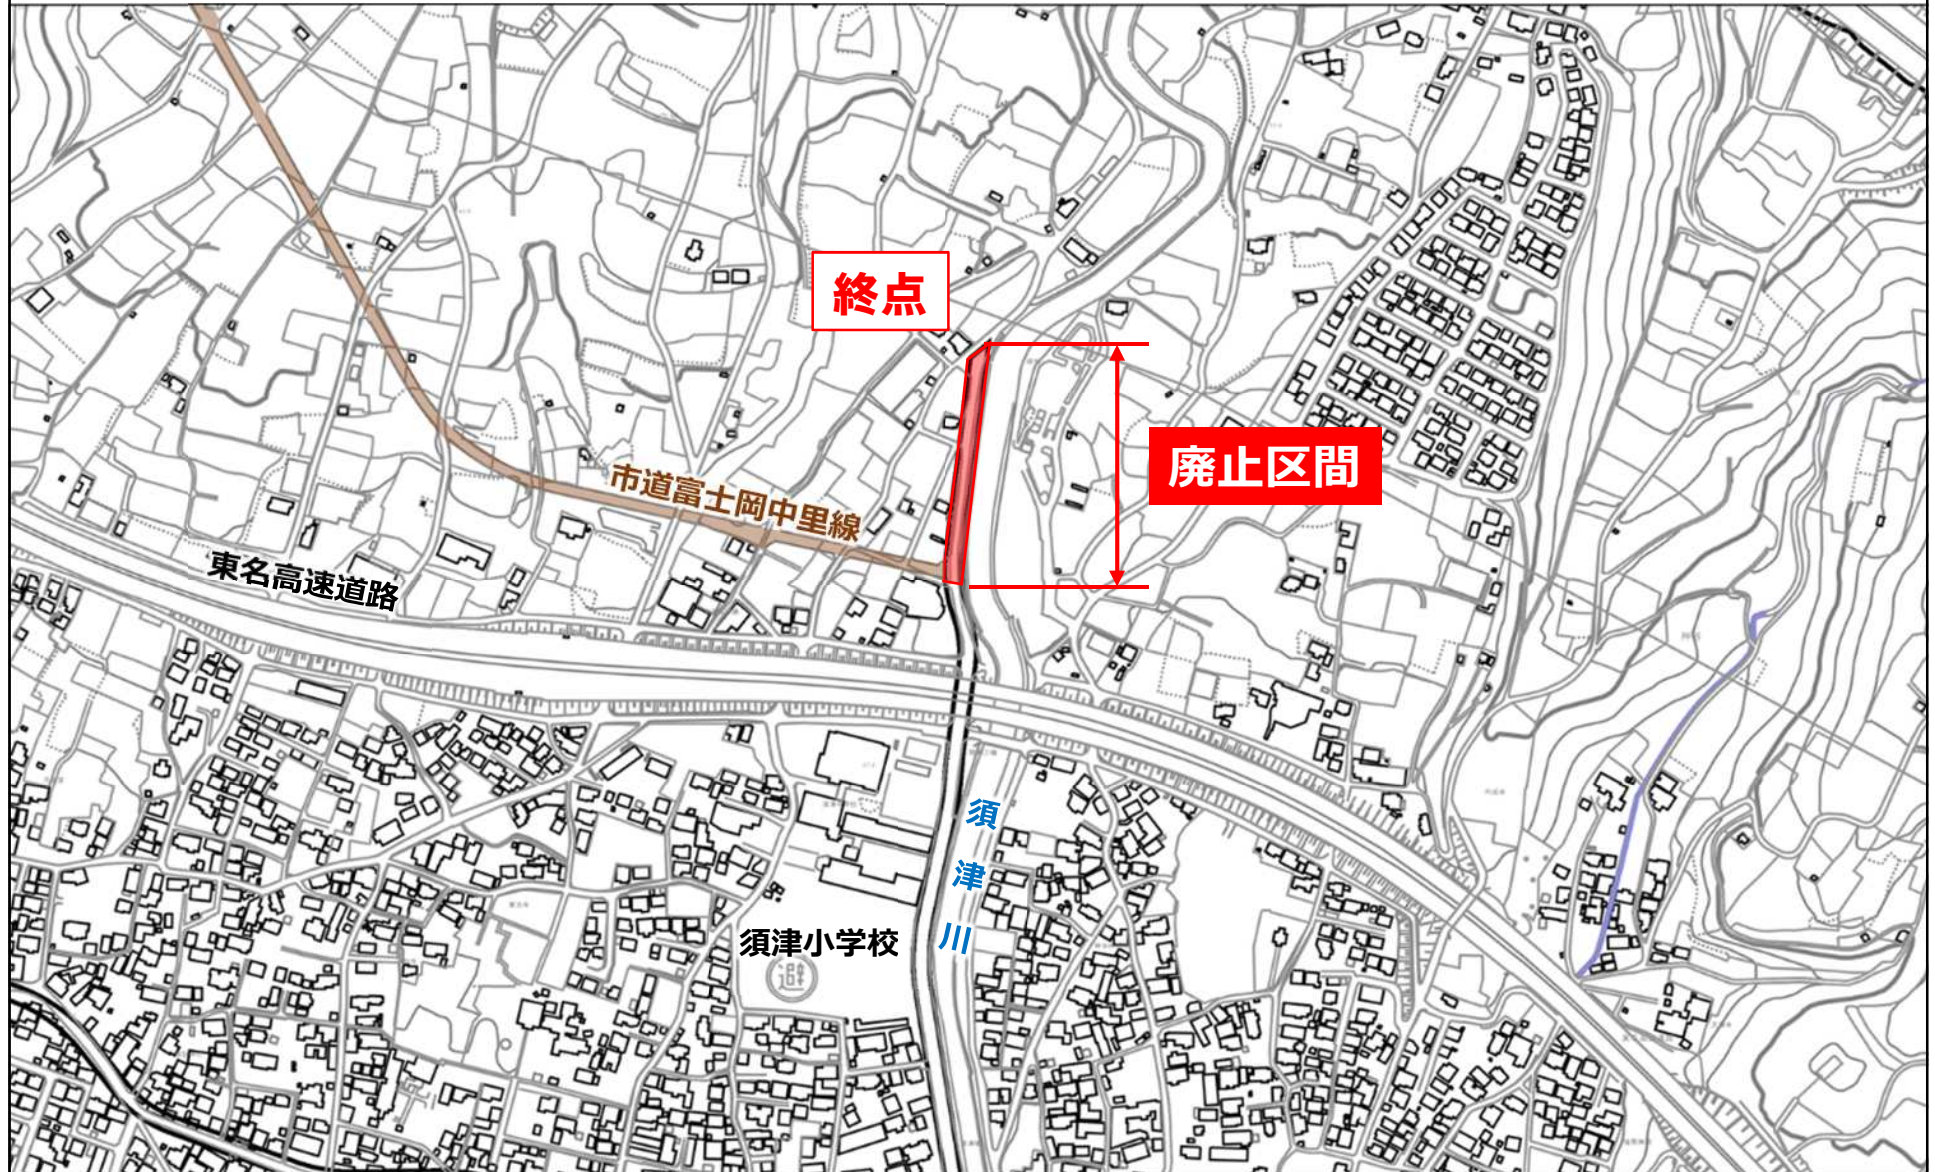 終点
廃止区間
市道富士岡中里線
東名高速道路
須津川
須津小学校
避